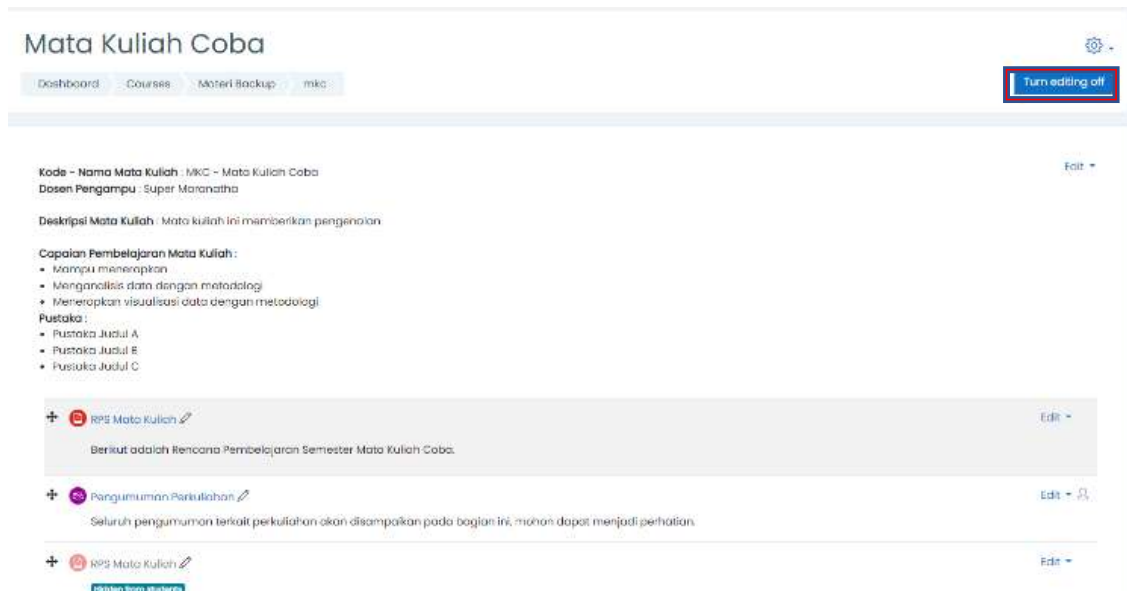 Mata Kuliah Coba
Dashboard Courses Materi Backup mkc
Turn editing off
Edit
Kode - Nama Mata Kuliah : MKC - Mata Kuliah Coba
Dosen Pengampu : Super Maranatha
Deskripsi Mata Kuliah : Mata kuliah ini memberikan pengenalan
Capaian Pembelajaran Mata Kuliah :
• Mampu menerapkan
• Menganalisis data dengan metodologi
• Menerapkan visualisasi data dengan metodologi
Pustaka :
• Pustaka Judul A
• Pustaka Judul B
• Pustaka Judul C
RPS Mata Kuliah Edit
Berikut adalah Rencana Pembelajaran Semester Mata Kuliah Coba.
Pengumuman Perkuliahan Edit
Seluruh pengumuman terkait perkuliahan akan disampaikan pada bagian ini, mohon dapat menjadi perhatian.
RPS Mata Kuliah Edit
Hidden from students